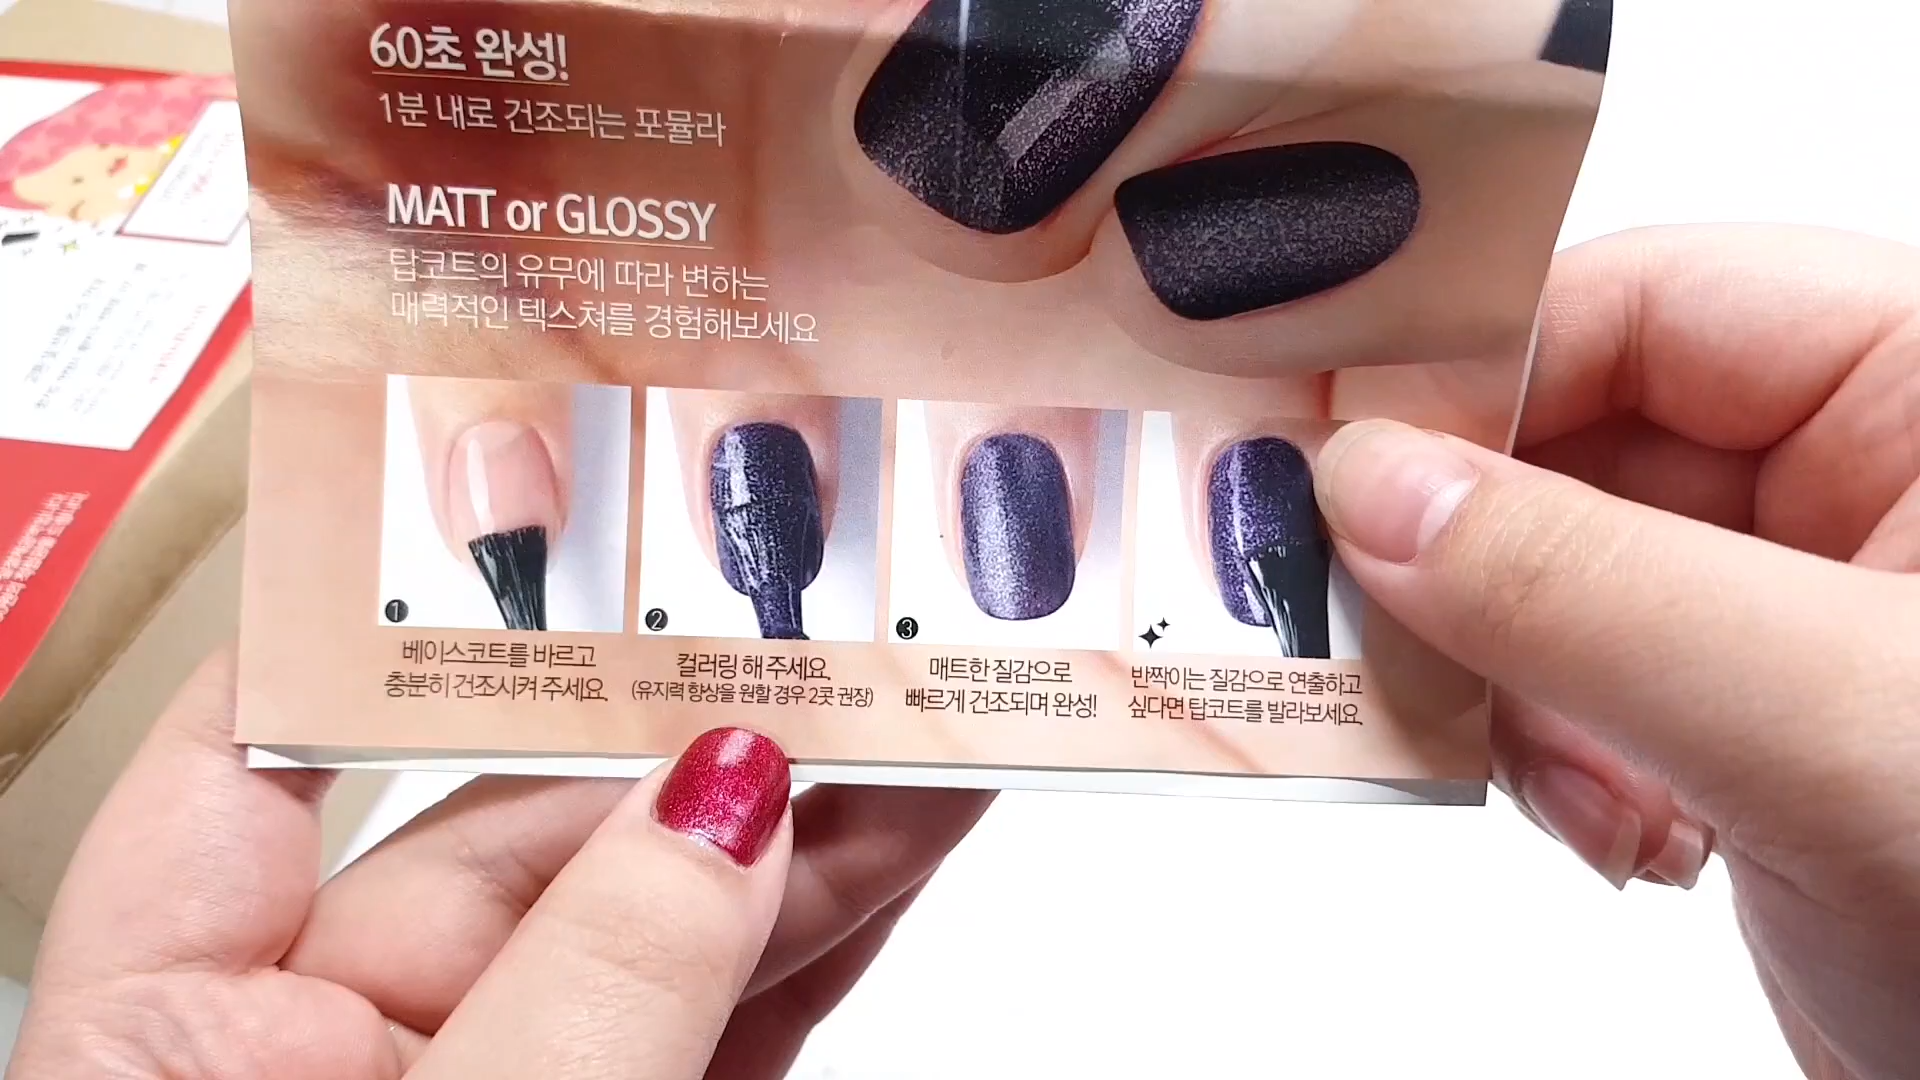 60초 완성!
1분 내로 건조되는 포뮬라
MATT or GLOSSY
탑코트의 유무에 따라 변하는
매력적인 텍스쳐를 경험해보세요
1
베이스코트를 바르고
충분히 건조시켜 주세요.
2
컬러링 해 주세요.
(유지력 향상을 원할 경우 2콧 권장)
3
매트한 질감으로
빠르게 건조되며 완성!
반짝이는 질감으로 연출하고
싶다면 탑코트를 발라보세요.